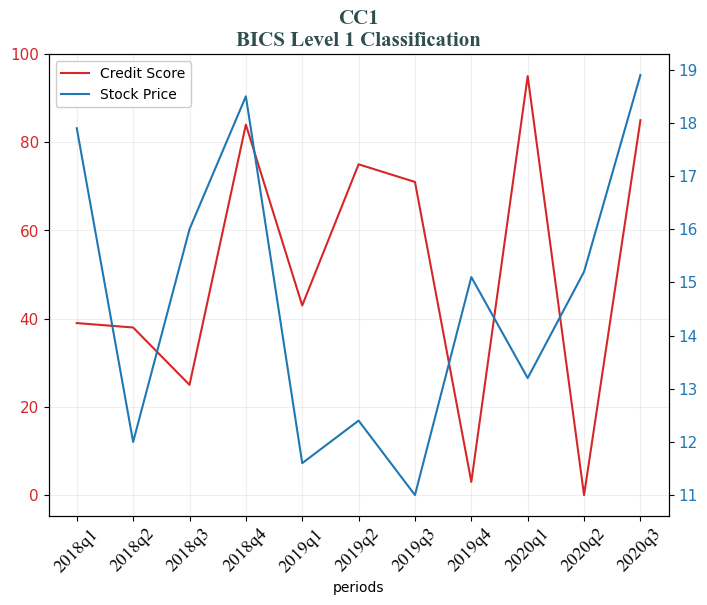 CC1
BICS Level 1 Classification
Credit Score
Stock Price
100
80
60
40
20
0
19
18
17
16
15
14
13
12
11
2018q1
2018q2
2018q3
2018q4
2019q1
2019q2
2019q3
2019q4
2020q1
2020q2
2020q3
periods